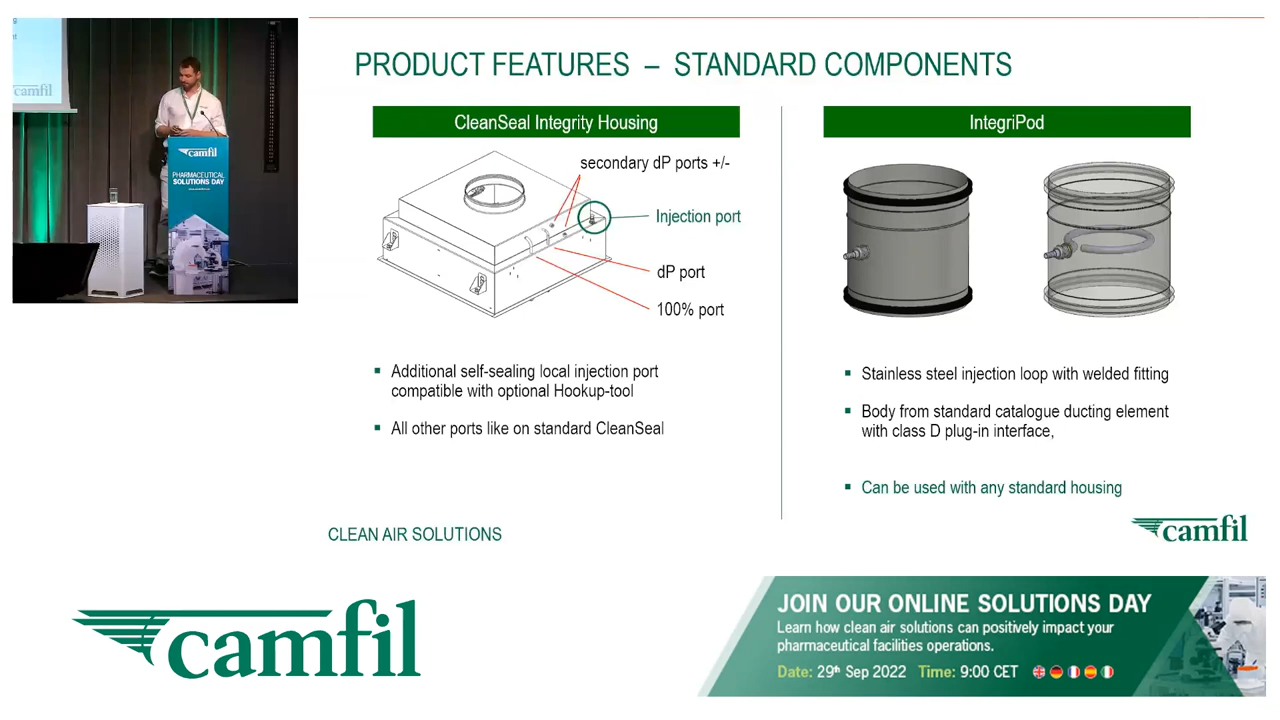 camfil
camfil
PHARMACEUTICAL
SOLUTIONS DAY
PRODUCT FEATURES – STANDARD COMPONENTS
CleanSeal Integrity Housing
secondary dP ports +/-
Injection port
dP port
100% port
▪ Additional self-sealing local injection port
compatible with optional Hookup-tool
▪ All other ports like on standard CleanSeal
IntegriPod
▪ Stainless steel injection loop with welded fitting
▪ Body from standard catalogue ducting element
with class D plug-in interface,
▪ Can be used with any standard housing
CLEAN AIR SOLUTIONS
camfil
camfil
JOIN OUR ONLINE SOLUTIONS DAY
Learn how clean air solutions can positively impact your
pharmaceutical facilities operations.
Date: 29th Sep 2022 Time: 9:00 CET